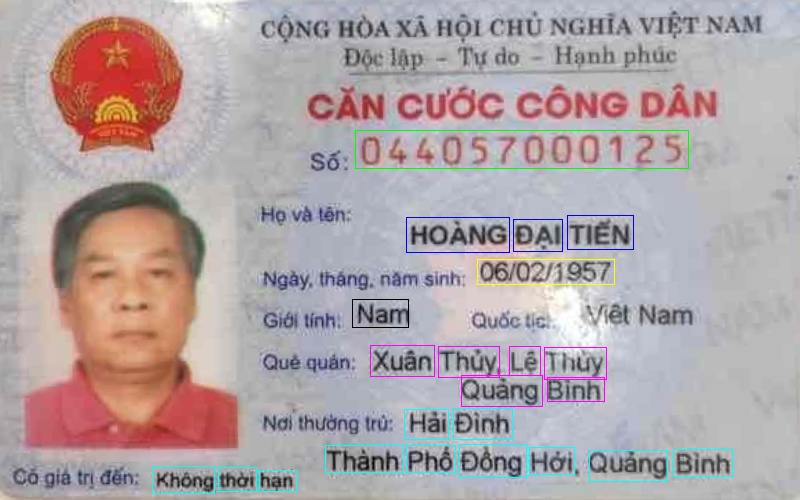 CỘNG HÒA XÃ HỘI CHỦ NGHĨA VIỆT NAM
Độc lập - Tự do - Hạnh phúc
CĂN CƯỚC CÔNG DÂN
Số: 044057000125
Họ và tên:
HOÀNG ĐẠI TIẾN
Ngày, tháng, năm sinh: 06/02/1957
Giới tính: Nam Quốc tịch: Việt Nam
Quê quán: Xuân Thủy, Lệ Thủy
Quảng Bình
Nơi thường trú: Hải Đình
Thành Phố Đồng Hới, Quảng Bình
Có giá trị đến: Không thời hạn